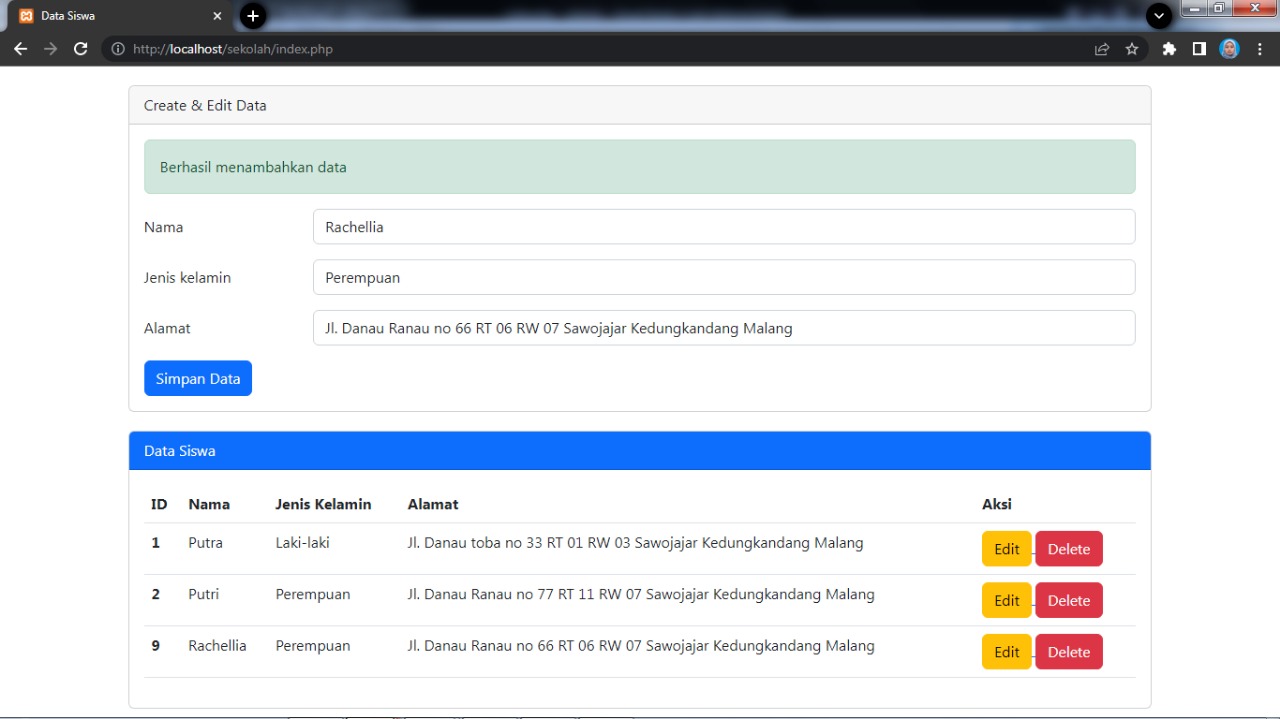 Data Siswa
http://localhost/sekolah/index.php
Create & Edit Data
Berhasil menambahkan data
Nama Rachellia
Jenis kelamin Perempuan
Alamat Jl. Danau Ranau no 66 RT 06 RW 07 Sawojajar Kedungkandang Malang
Simpan Data
Data Siswa
ID Nama Jenis Kelamin Alamat Aksi
1 Putra Laki-laki Jl. Danau toba no 33 RT 01 RW 03 Sawojajar Kedungkandang Malang Edit Delete
2 Putri Perempuan Jl. Danau Ranau no 77 RT 11 RW 07 Sawojajar Kedungkandang Malang Edit Delete
9 Rachellia Perempuan Jl. Danau Ranau no 66 RT 06 RW 07 Sawojajar Kedungkandang Malang Edit Delete